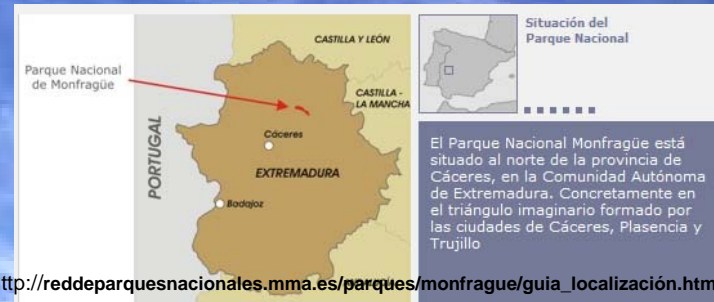 Parque Nacional
de Monfragüe
CASTILLA Y LEÓN
CASTILLA -
LA MANCHA
PORTUGAL
Cáceres
EXTREMADURA
Badajoz
Situación del
Parque Nacional
El Parque Nacional Monfragüe está
situado al norte de la provincia de
Cáceres, en la Comunidad Autónoma
de Extremadura. Concretamente en
el triángulo imaginario formado por
las ciudades de Cáceres, Plasencia y
Trujillo
ttp://reddeparquesnacionales.mma.es/parques/monfrague/guia_localización.htm